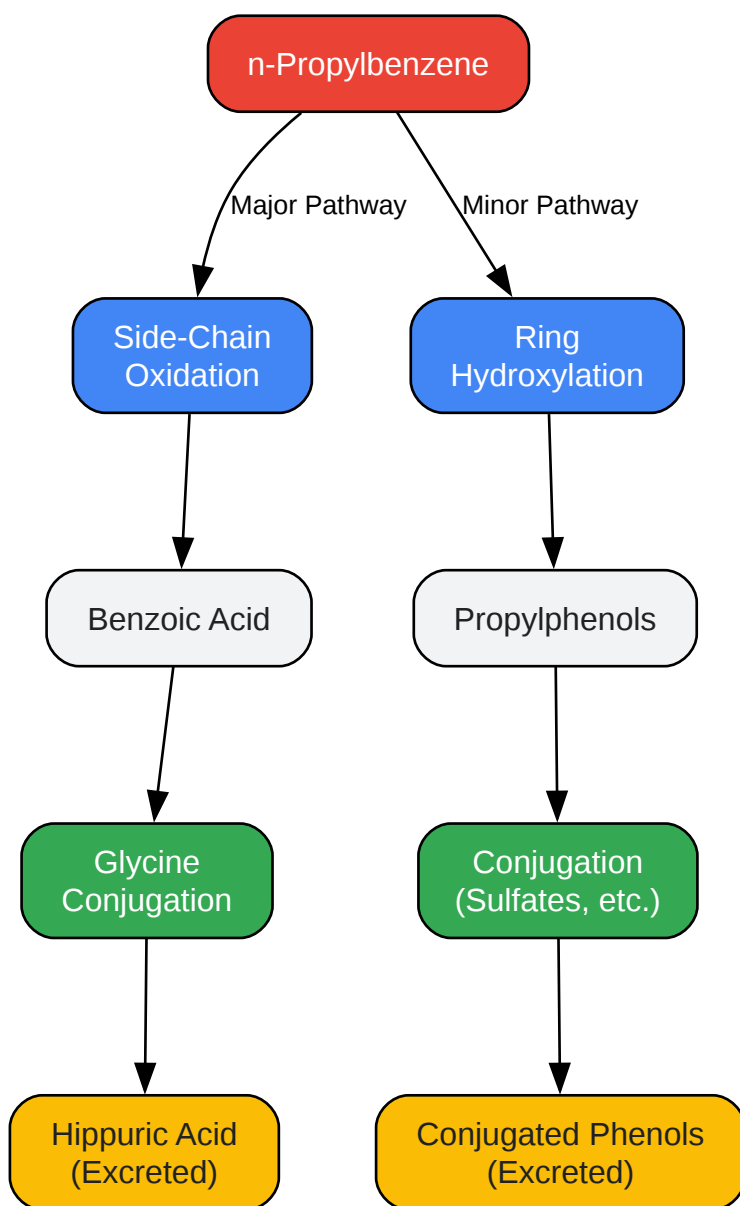 n-Propylbenzene
Major Pathway
Minor Pathway
Side-Chain
Oxidation
Ring
Hydroxylation
Benzoic Acid
Propylphenols
Glycine
Conjugation
Conjugation
(Sulfates, etc.)
Hippuric Acid
(Excreted)
Conjugated Phenols
(Excreted)